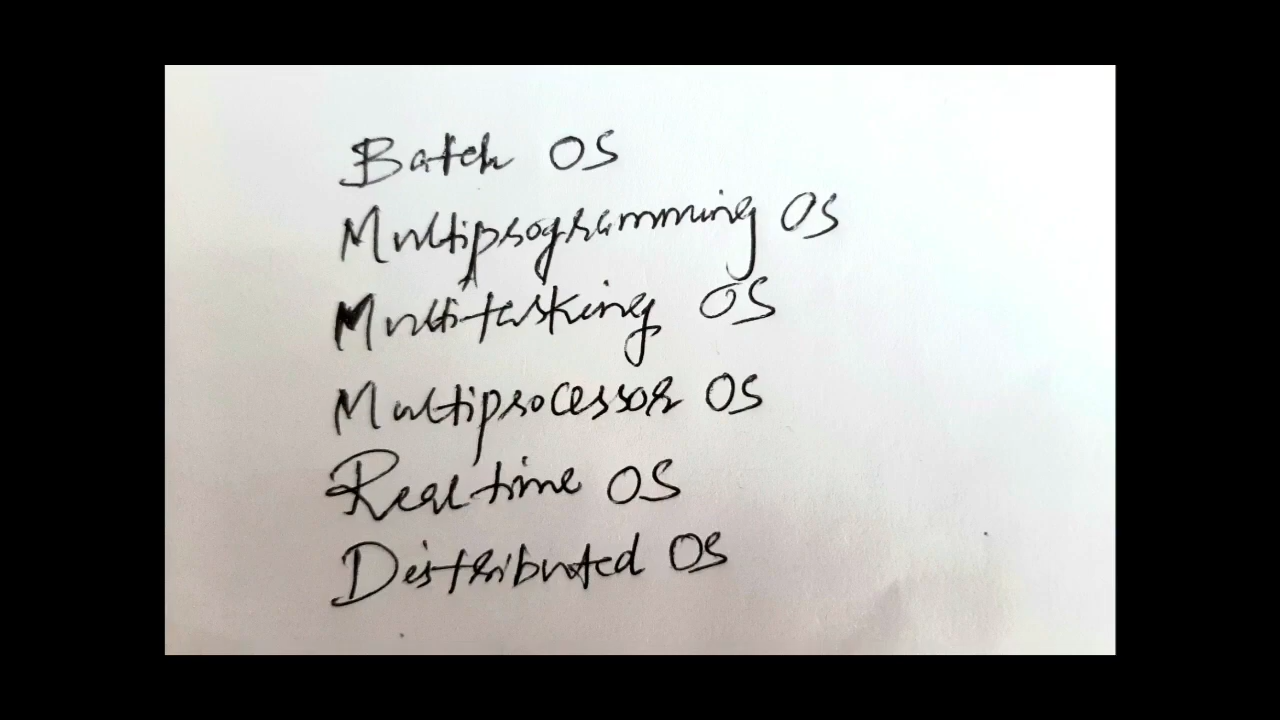 Batch OS
Multiprogramming OS
Multitasking OS
Multiprocessor OS
Real time OS
Distributed OS